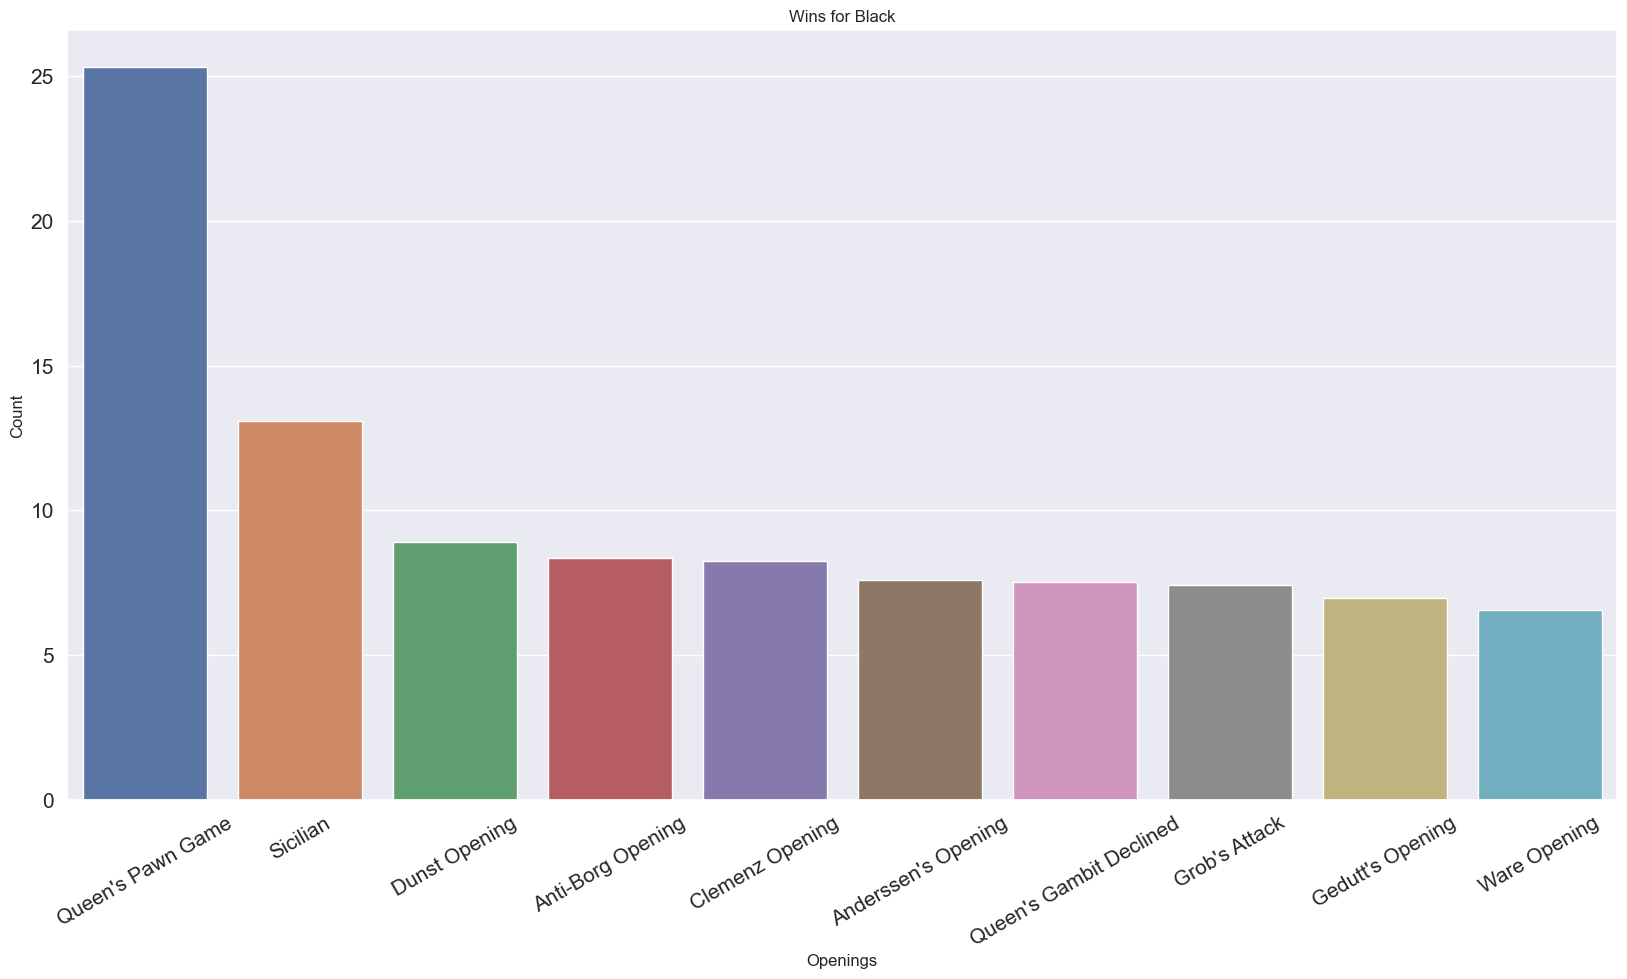 Wins for Black
25
20
15
10
5
0
Count
Queen's Pawn Game
Sicilian
Dunst Opening
Anti-Borg Opening
Clemenz Opening
Anderssen's Opening
Queen's Gambit Declined
Grob's Attack
Gedutt's Opening
Ware Opening
Openings